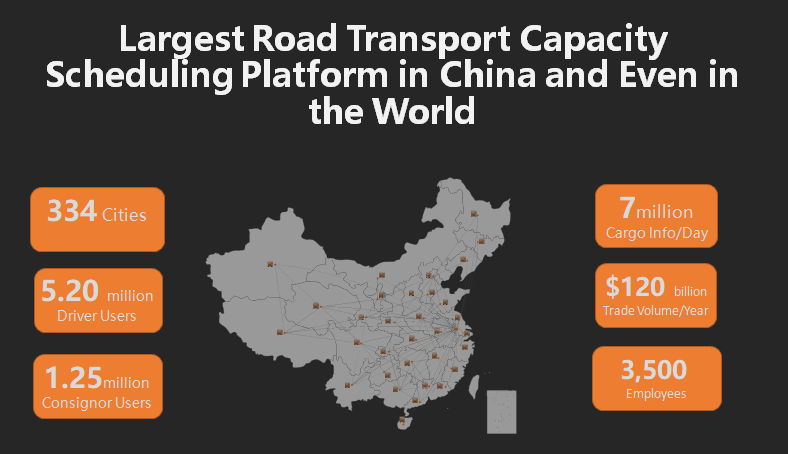 Largest Road Transport Capacity
Scheduling Platform in China and Even in
the World
334 Cities
5.20 million
Driver Users
1.25million
Consignor Users
7million
Cargo Info/Day
$120 billion
Trade Volume/Year
3,500
Employees